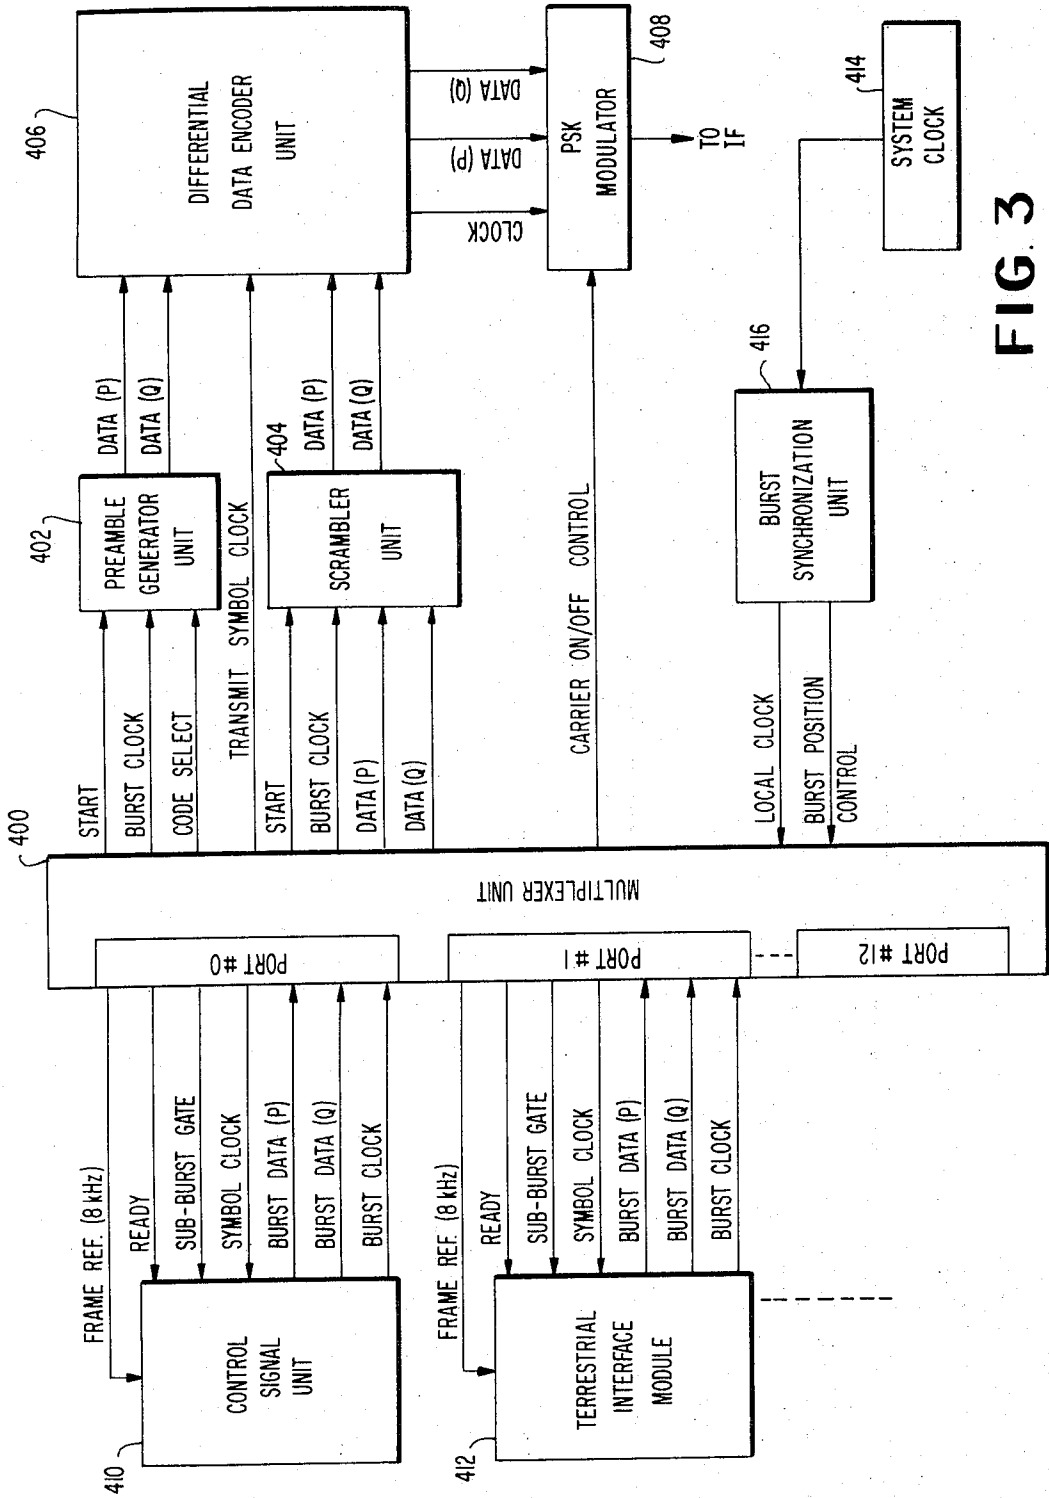 406
DIFFERENTIAL
DATA ENCODER
UNIT
DATA (Q)
DATA (P)
CLOCK
408
PSK
MODULATOR
TO
IF
414
SYSTEM
CLOCK
DATA (P)
DATA (Q)
402
PREAMBLE
GENERATOR
UNIT
START
BURST CLOCK
CODE SELECT
TRANSMIT SYMBOL CLOCK
DATA (P)
DATA (Q)
404
SCRAMBLER
UNIT
START
BURST CLOCK
DATA (P)
DATA (Q)
CARRIER ON/OFF CONTROL
416
BURST
SYNCHRONIZATION
UNIT
LOCAL CLOCK
BURST POSITION
CONTROL
400
MULTIPLEXER UNIT
PORT #0
PORT #1
PORT #12
FRAME REF. (8 kHz)
READY
SUB-BURST GATE
SYMBOL CLOCK
BURST DATA (P)
BURST DATA (Q)
BURST CLOCK
410
CONTROL
SIGNAL
UNIT
FRAME REF. (8 kHz)
READY
SUB-BURST GATE
SYMBOL CLOCK
BURST DATA (P)
BURST DATA (Q)
BURST CLOCK
412
TERRESTRIAL
INTERFACE
MODULE
FIG. 3